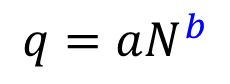 q = aN^b